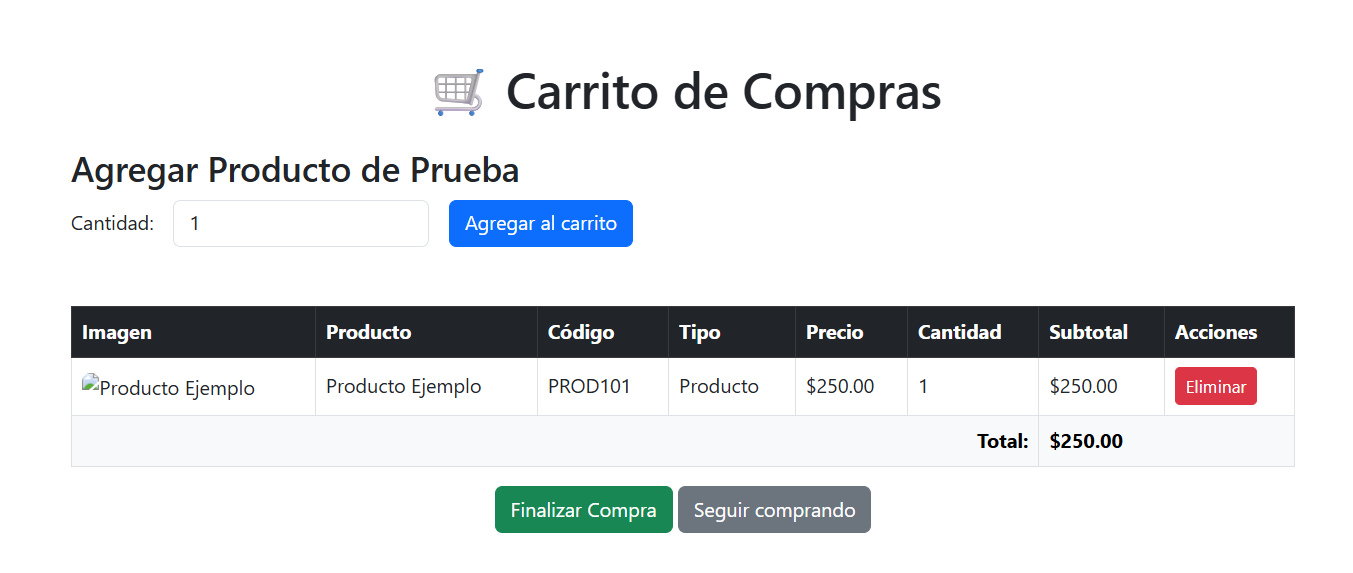 Carrito de Compras
Agregar Producto de Prueba
Cantidad: 1 Agregar al carrito
Imagen Producto Código Tipo Precio Cantidad Subtotal Acciones
Producto Ejemplo Producto Ejemplo PROD101 Producto $250.00 1 $250.00 Eliminar
Total: $250.00
Finalizar Compra Seguir comprando